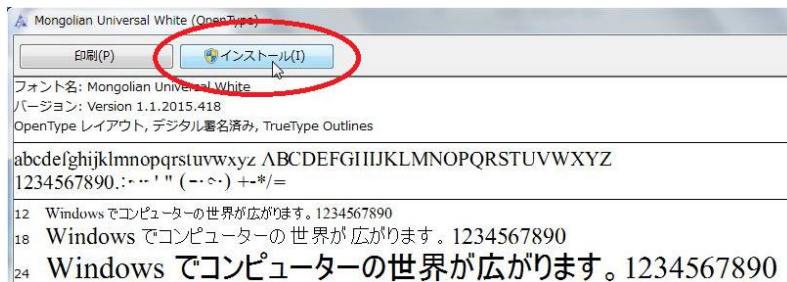 Mongolian Universal White (OpenType)
印刷(P) インストール(I)
フォント名: Mongolian Universal White
バージョン: Version 1.1.2015.418
OpenType レイアウト, デジタル署名済み, TrueType Outlines
abcdefghijklmnopqrstuvwxyz ABCDEFGHIJKLMNOPQRSTUVWXYZ
1234567890.:· ·· ' " (–·◌·) +-*/=
12 Windows でコンピューターの世界が広がります。1234567890
18 Windows でコンピューターの世界が広がります。1234567890
24 Windows でコンピューターの世界が広がります。1234567890